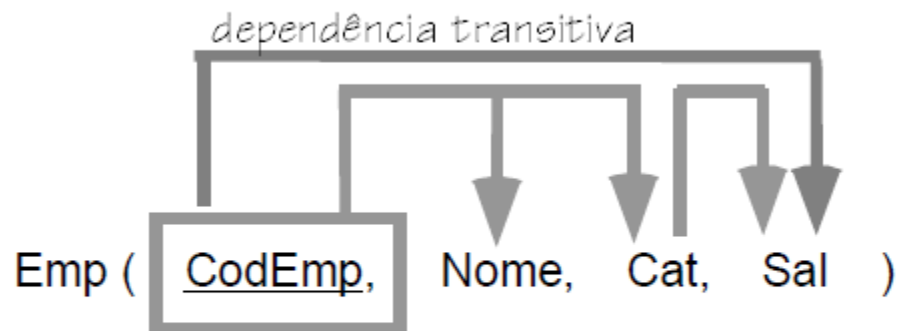 dependência transitiva
Emp ( CodEmp, Nome, Cat, Sal )